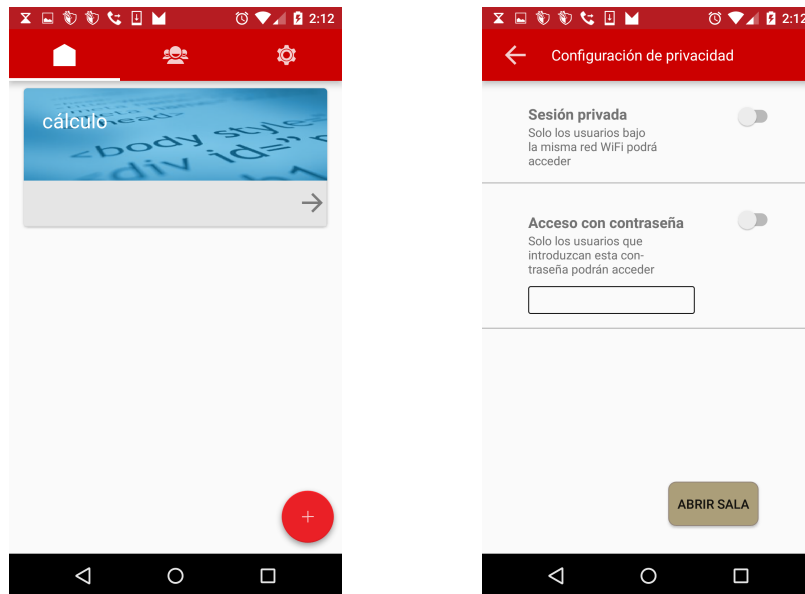 2:12
cálculo
head>
<body style=
<div id="
+
2:12
Configuración de privacidad
Sesión privada
Solo los usuarios bajo
la misma red WiFi podrá
acceder
Acceso con contraseña
Solo los usuarios que
introduzcan esta con-
traseña podrán acceder
ABRIR SALA